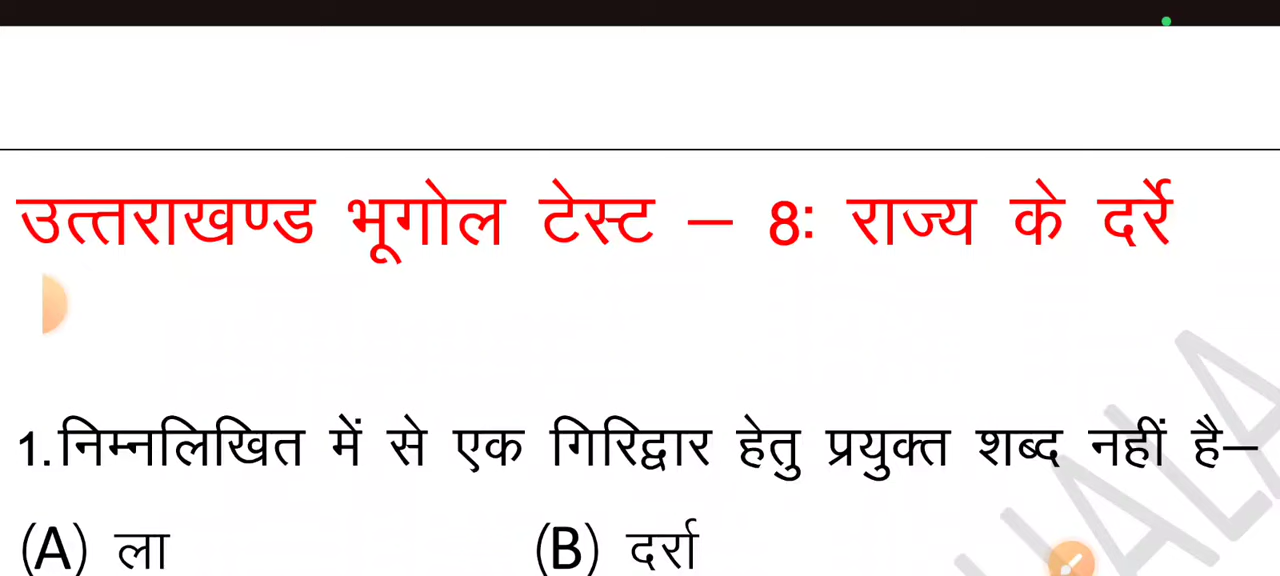 उत्तराखण्ड भूगोल टेस्ट – 8: राज्य के दर्रे
1.निम्नलिखित में से एक गिरिद्वार हेतु प्रयुक्त शब्द नहीं है–
(A) ला (B) दर्रा